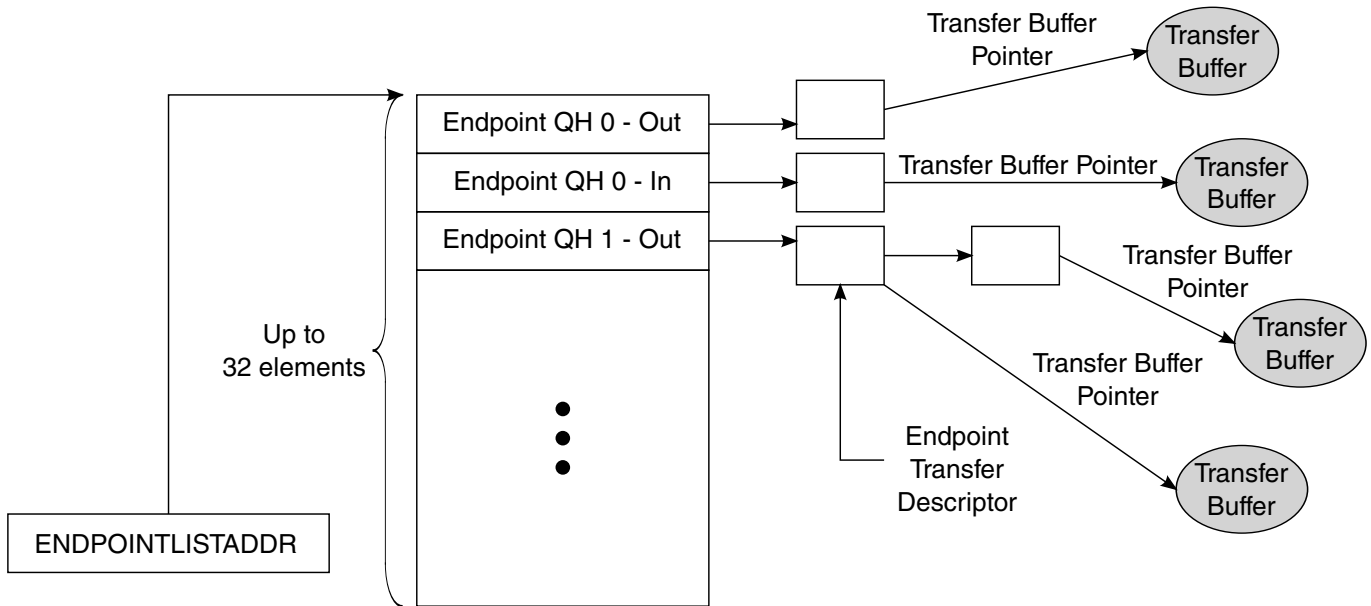 Transfer Buffer
Pointer
Transfer
Buffer
Endpoint QH 0 - Out
Endpoint QH 0 - In
Transfer Buffer Pointer
Transfer
Buffer
Endpoint QH 1 - Out
Transfer Buffer
Pointer
Up to
32 elements
Transfer
Buffer
Transfer Buffer
Pointer
Endpoint
Transfer
Descriptor
Transfer
Buffer
ENDPOINTLISTADDR